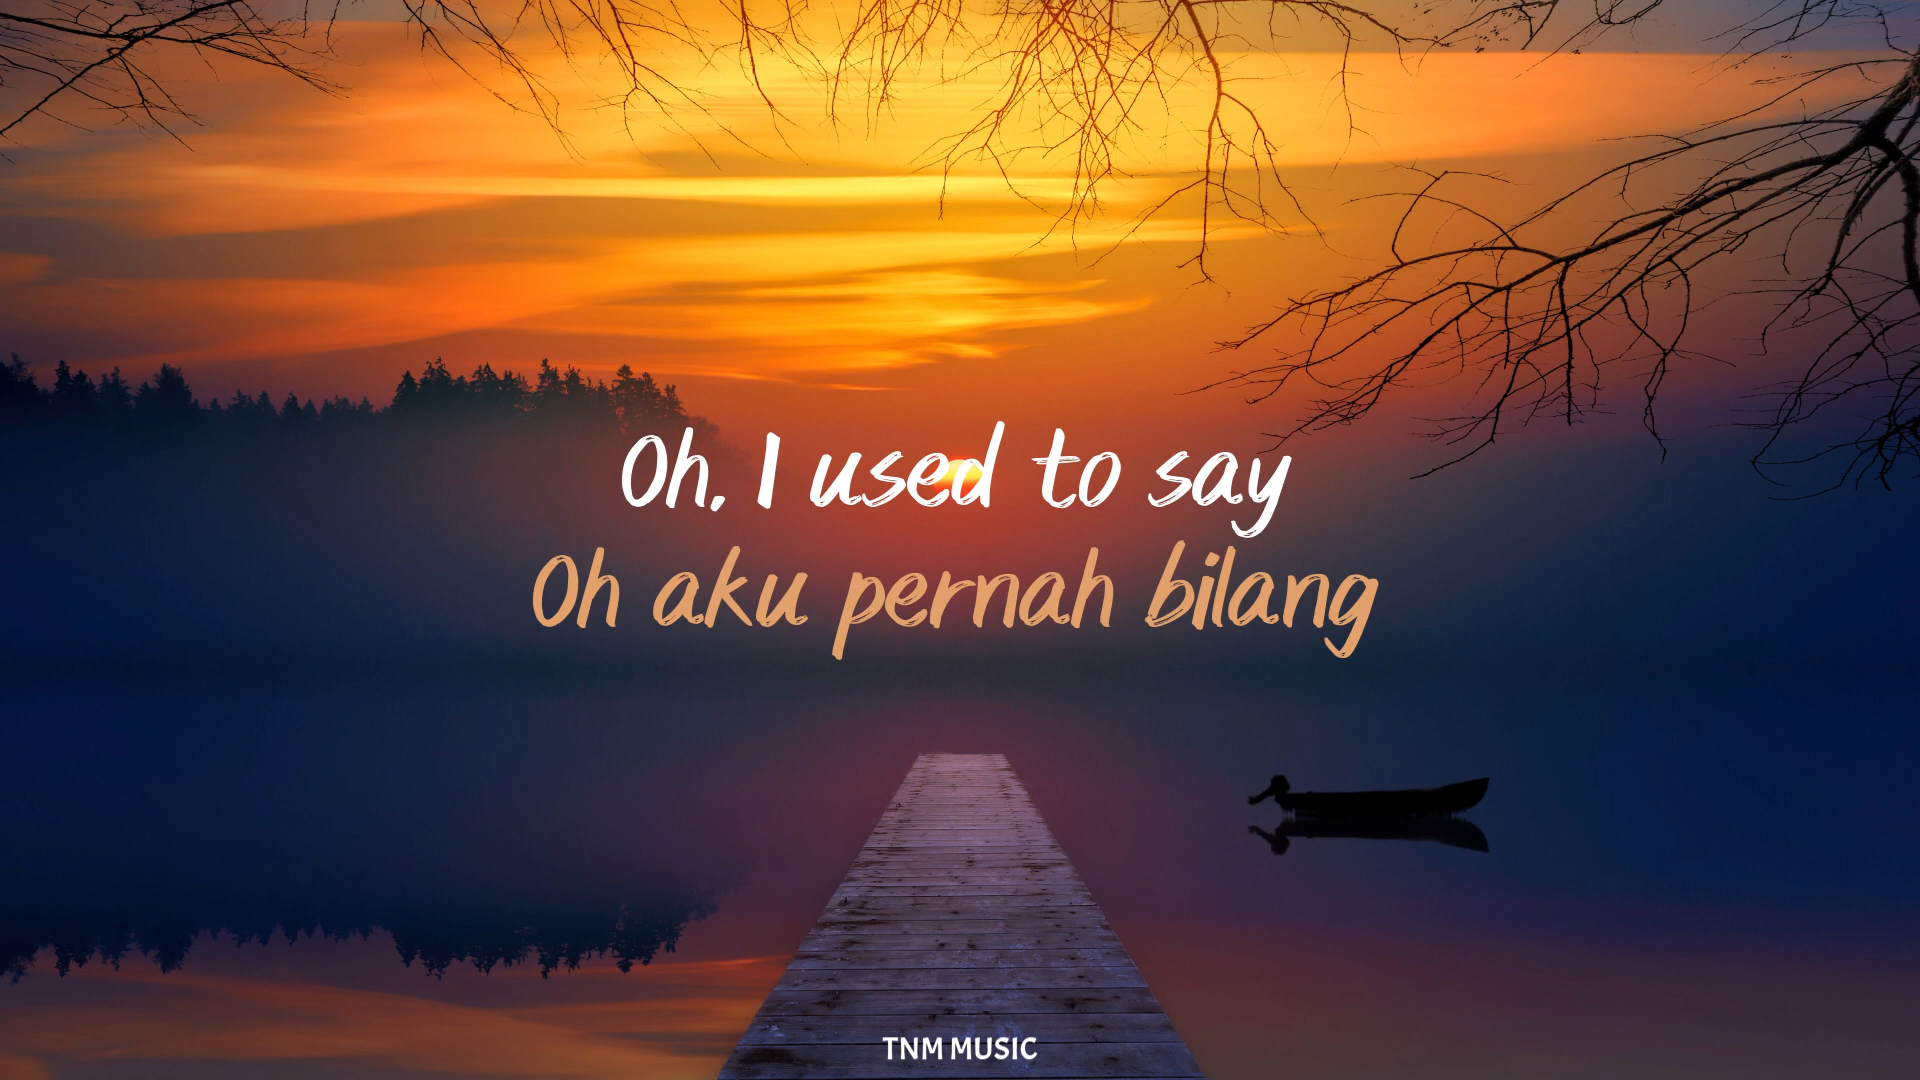 Oh, I used to say
Oh aku pernah bilang
TNM MUSIC